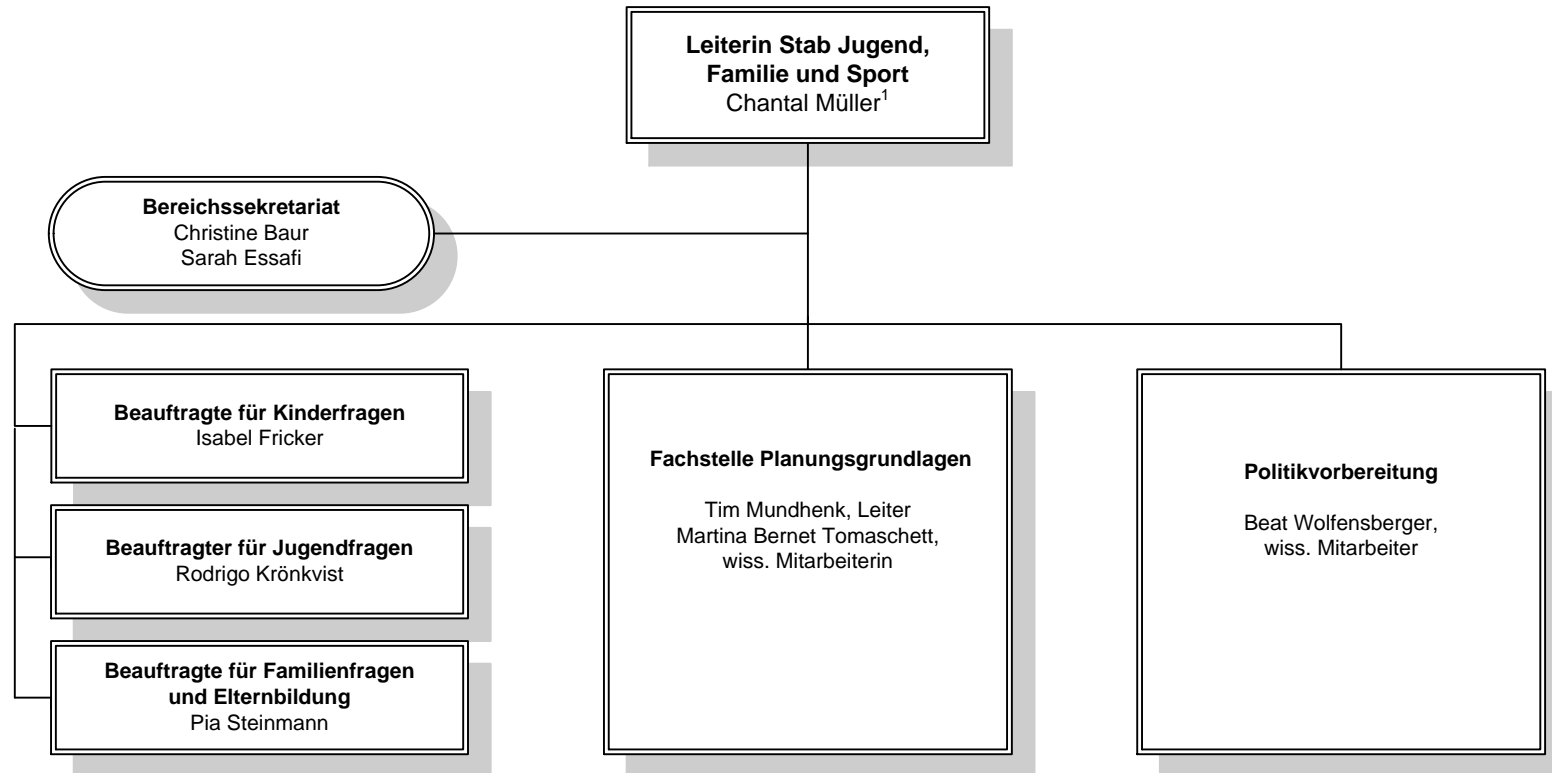 Leiterin Stab Jugend,
Familie und Sport
Chantal Müller¹
Bereichssekretariat
Christine Baur
Sarah Essafi
Beauftragte für Kinderfragen
Isabel Fricker
Beauftragter für Jugendfragen
Rodrigo Krönkvist
Beauftragte für Familienfragen
und Elternbildung
Pia Steinmann
Fachstelle Planungsgrundlagen
Tim Mundhenk, Leiter
Martina Bernet Tomaschett,
wiss. Mitarbeiterin
Politikvorbereitung
Beat Wolfensberger,
wiss. Mitarbeiter